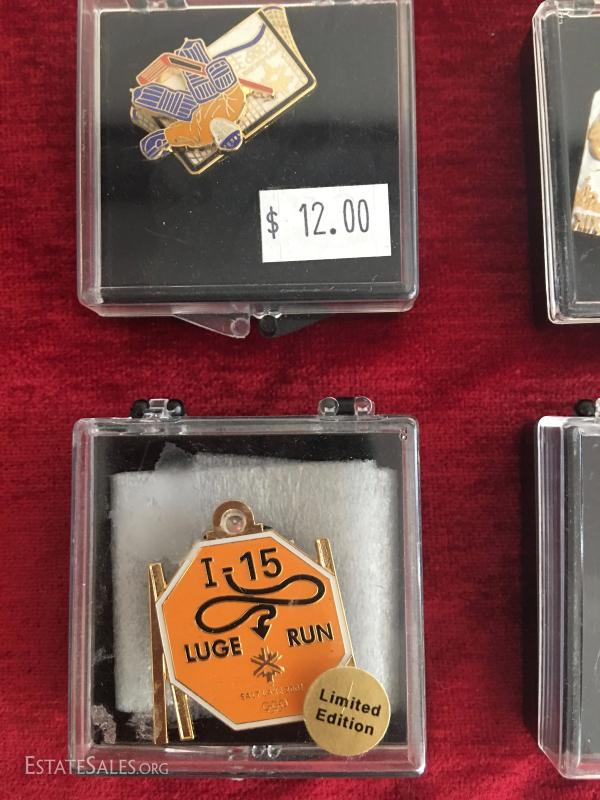 $ 12.00
I-15
LUGE RUN
Limited
Edition
ESTATESALES.ORG